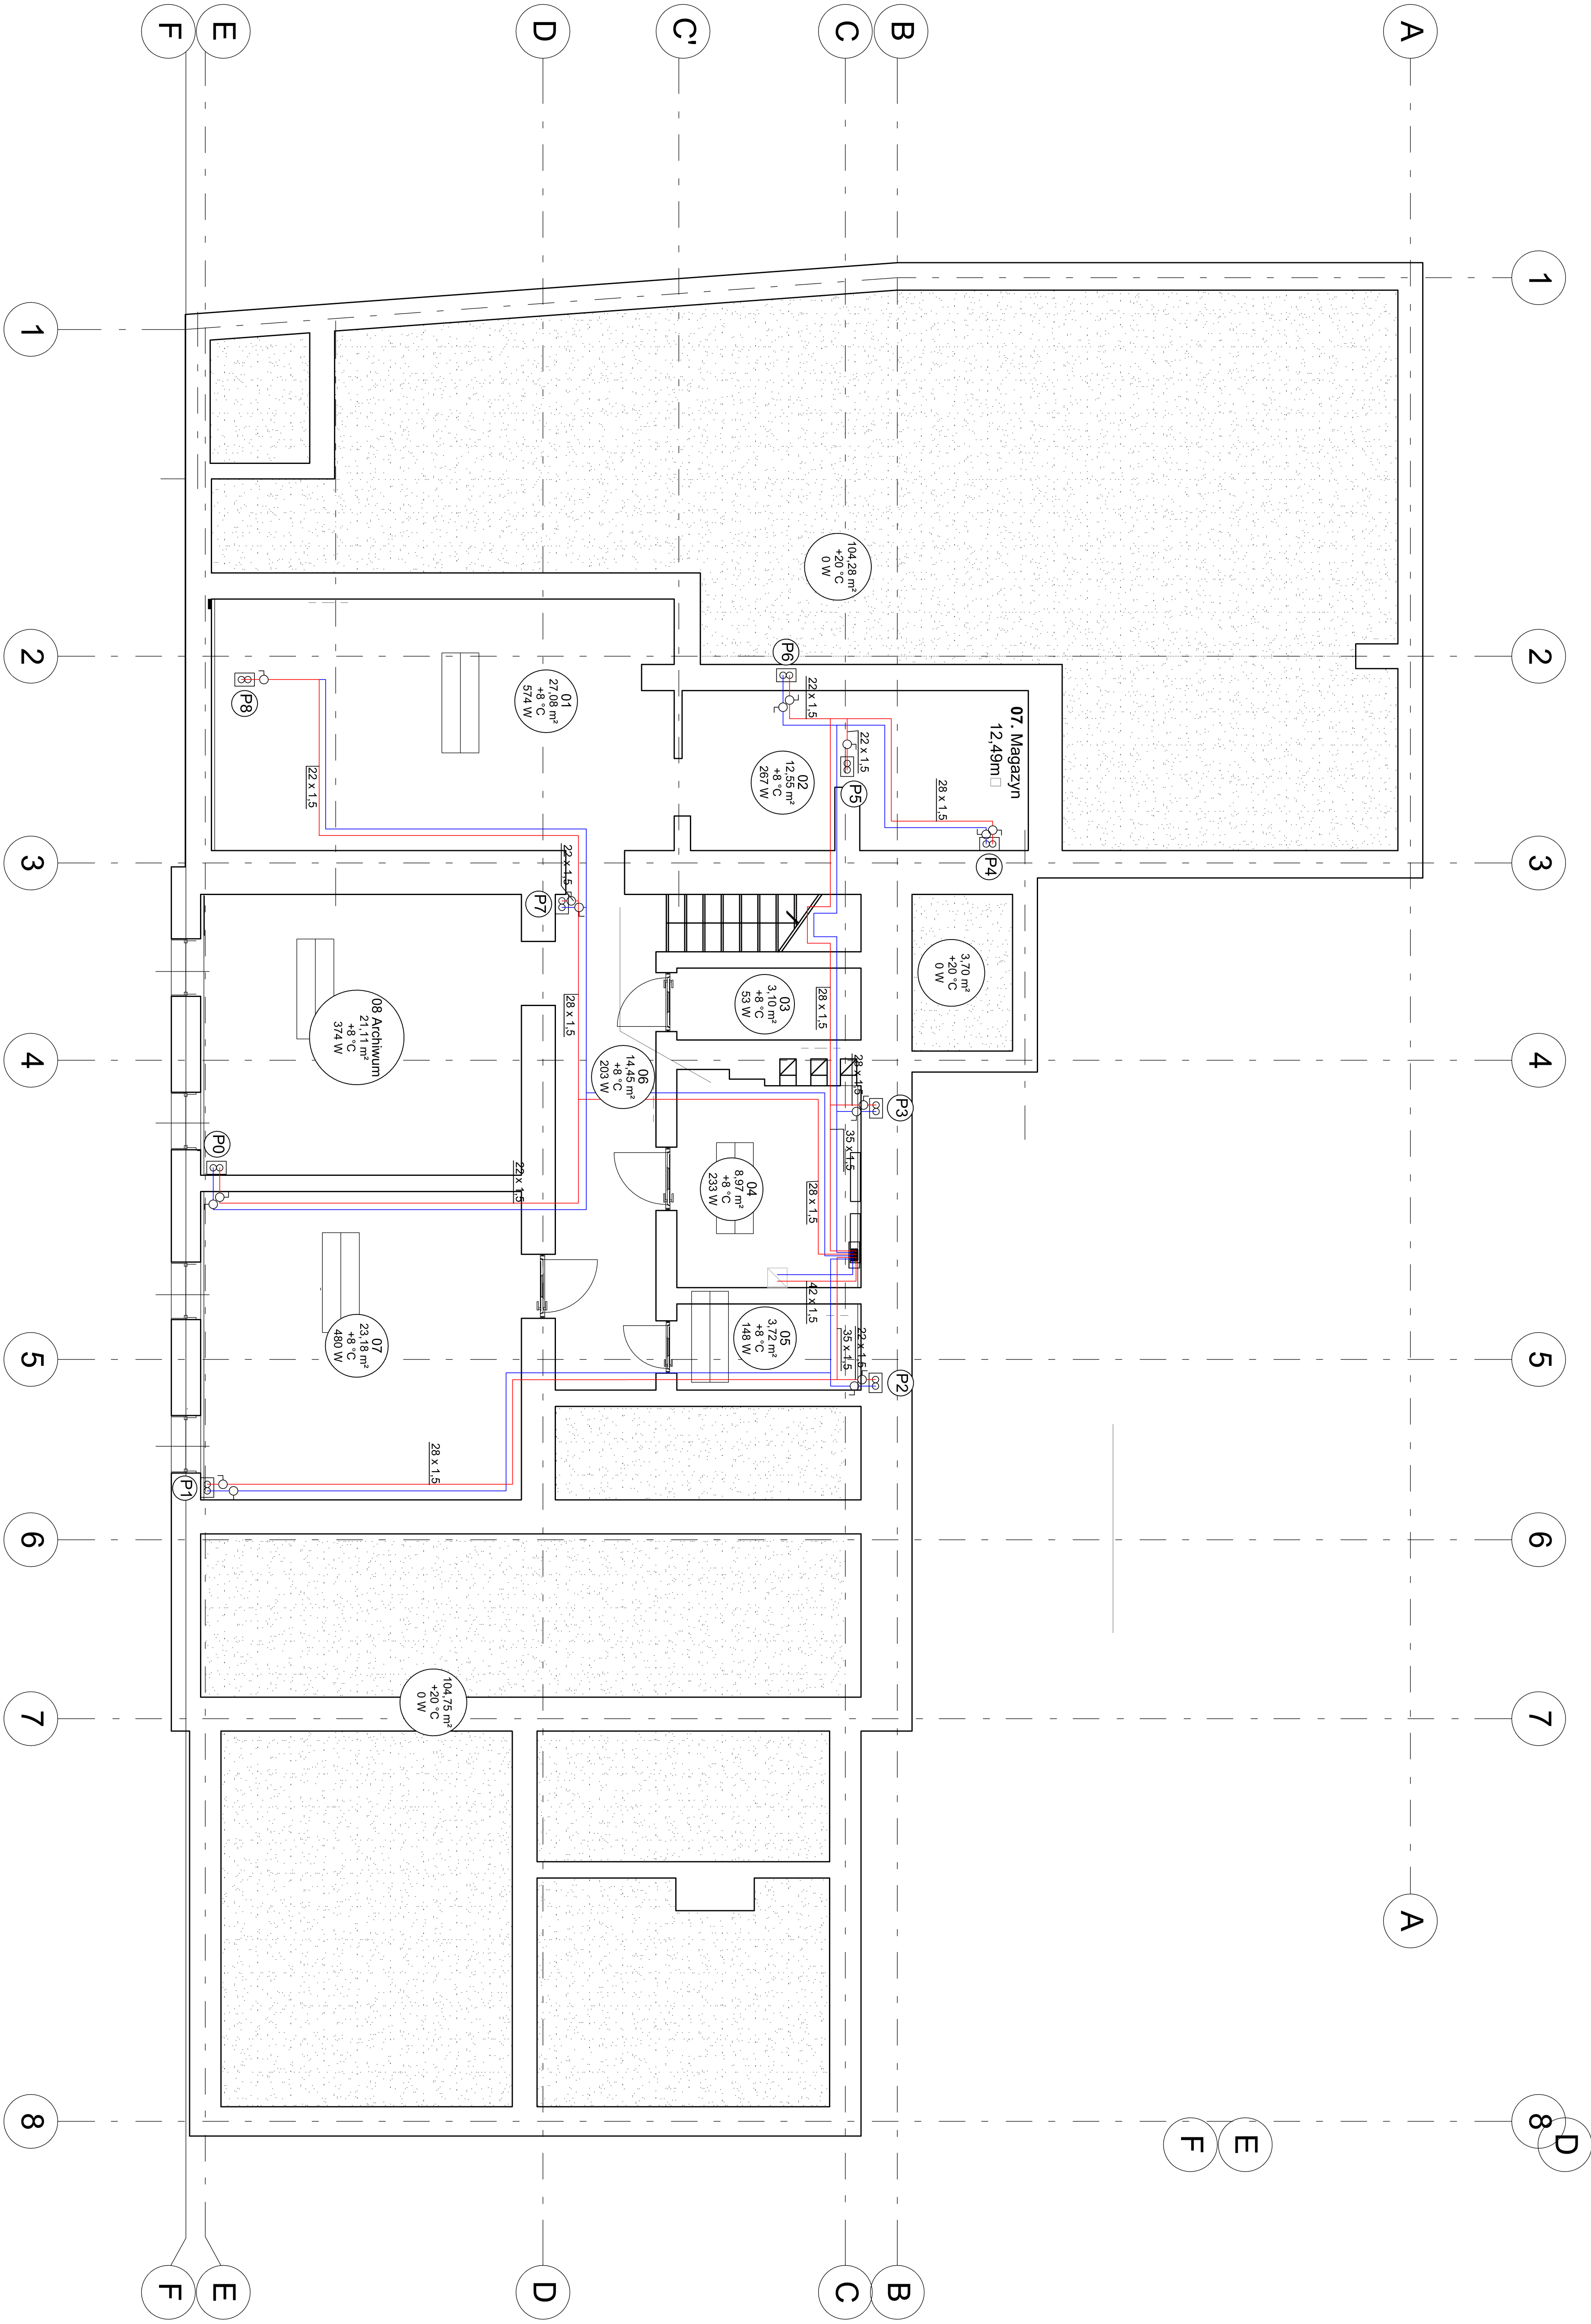 F
E
D
C'
C
B
A
1
1
104,28 m²
+20 °C
0 W
2
2
P6
22 x 1,5
P8
01
27,08 m²
+8 °C
574 W
07. Magazyn
12,49m□
22 x 1,5
02
12,55 m²
+8 °C
267 W
P5
28 x 1,5
22 x 1,5
P4
3
3
22 x 1,5
P7
3,70 m²
+20 °C
0 W
03
3,10 m²
+8 °C
53 W
28 x 1,5
28 x 1,5
08 Archiwum
21,11 m²
+8 °C
374 W
4
4
06
14,45 m²
+8 °C
203 W
28 x 1,5
P3
35 x 1,5
P0
22 x 1,5
04
8,97 m²
+8 °C
233 W
28 x 1,5
42 x 1,5
05
3,72 m²
+8 °C
148 W
35 x 1,5
22 x 1,5
07
23,18 m²
+8 °C
480 W
5
5
P2
28 x 1,5
P1
6
6
104,75 m²
+20 °C
0 W
7
7
A
8
8
D
F
E
F
E
D
C
B